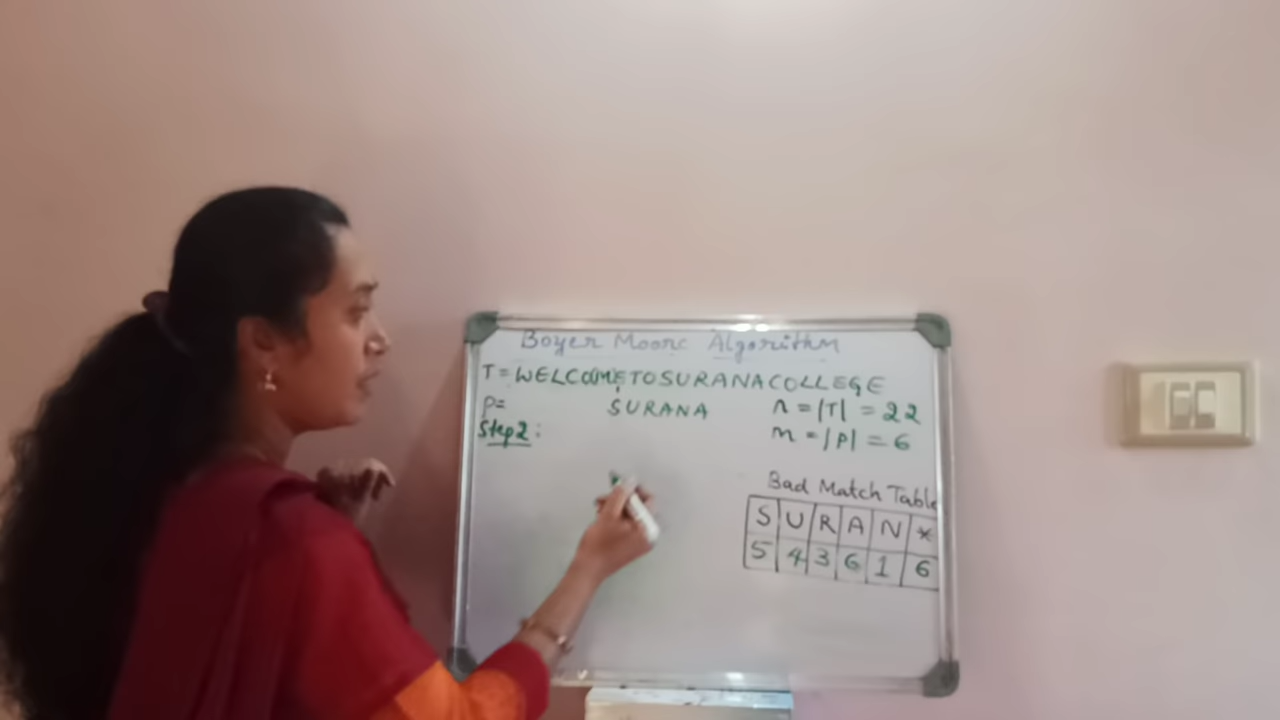 Boyer Moore Algorithm
T = WELCOMETOSURANACOLLEGE
P= SURANA
n = |T| = 22
Step2:
m = |P| = 6
Bad Match Table
S U R A N *
5 4 3 6 1 6